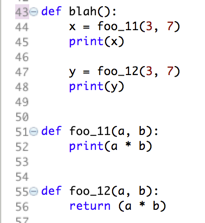 43 def blah():
44     x = foo_11(3, 7)
45     print(x)
46
47     y = foo_12(3, 7)
48     print(y)
49
50
51 def foo_11(a, b):
52     print(a * b)
53
54
55 def foo_12(a, b):
56     return (a * b)